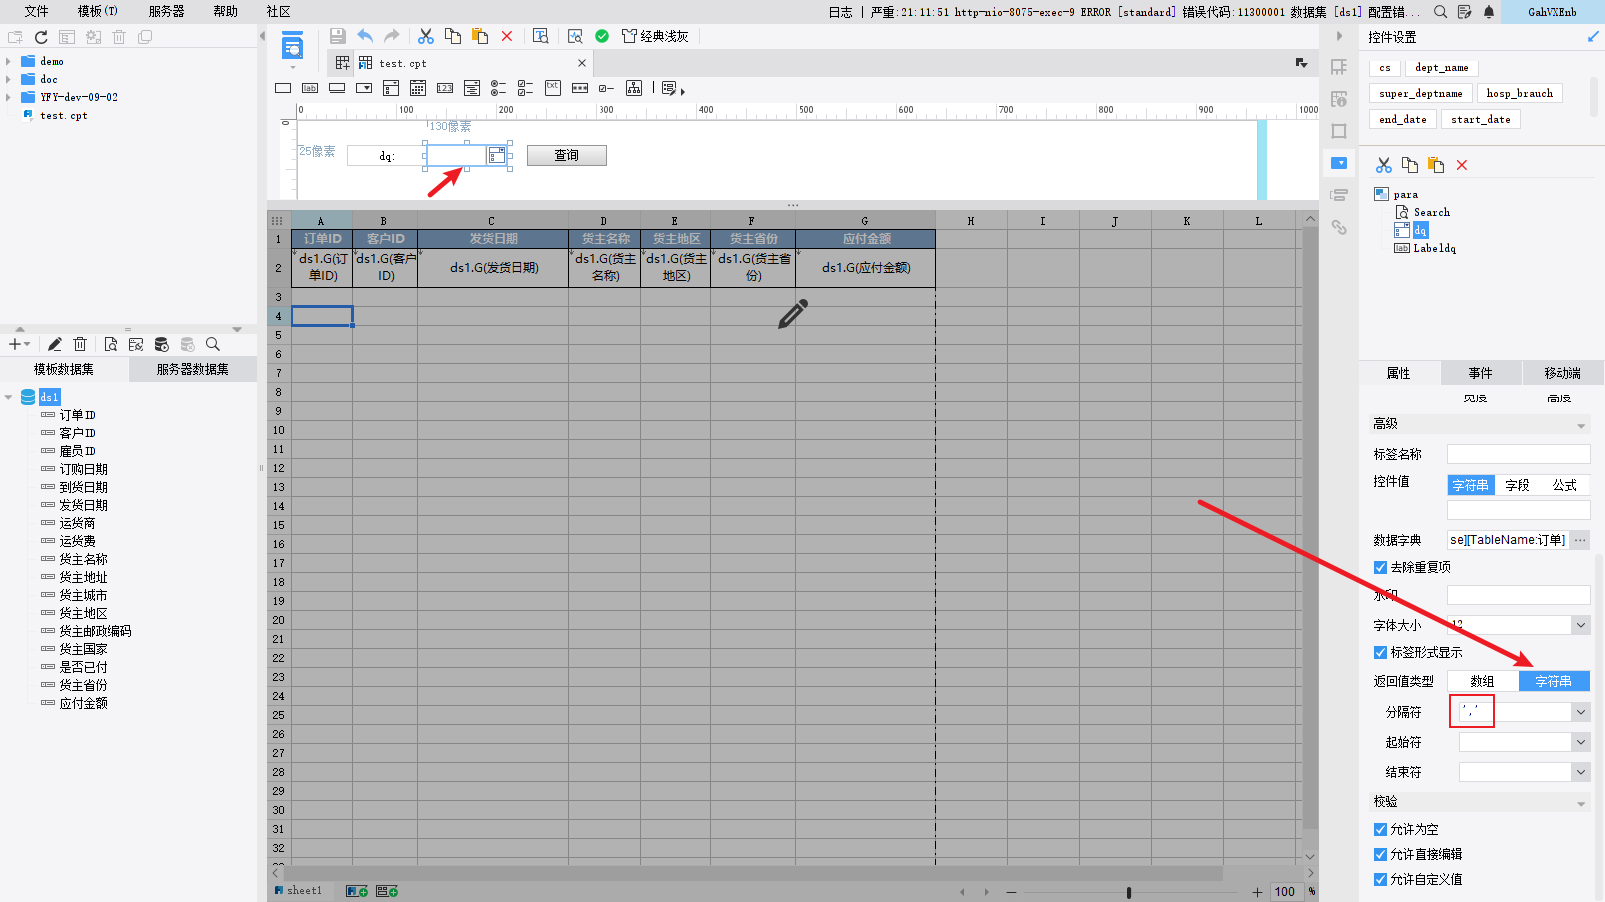 文件 模板(T) 服务器 帮助 社区
日志 | 严重:21:11:51 http-nio-8075-exec-9 ERROR [standard] 错误代码:11300001 数据集 [ds1] 配置错... GahVXEnb
demo
doc
YFY-dev-09-02
test.cpt
经典浅灰
test.cpt
0 100 200 300 400 500 600 700 800 900 1000
0
130像素
25像素
dq:
查询
模板数据集 服务器数据集
ds1
订单ID
客户ID
雇员ID
订购日期
到货日期
发货日期
运货商
运货费
货主名称
货主地址
货主城市
货主地区
货主邮政编码
货主国家
是否已付
货主省份
应付金额
A B C D E F G H I J K L
1 订单ID 客户ID 发货日期 货主名称 货主地区 货主省份 应付金额
2 ds1.G(订单ID) ds1.G(客户ID) ds1.G(发货日期) ds1.G(货主名称) ds1.G(货主地区) ds1.G(货主省份) ds1.G(应付金额)
3
4
5
6
7
8
9
10
11
12
13
14
15
16
17
18
19
20
21
22
23
24
25
26
27
28
29
30
31
32
sheet1
100 %
控件设置
cs dept_name
super_deptname hosp_brauch
end_date start_date
para
Search
dq
Labeldq
属性 事件 移动端
高级
标签名称
控件值 字符串 字段 公式
数据字典 se][TableName:订单] ...
去除重复项
水印
字体大小 12
标签形式显示
返回值类型 数组 字符串
分隔符 ','
起始符
结束符
校验
允许为空
允许直接编辑
允许自定义值